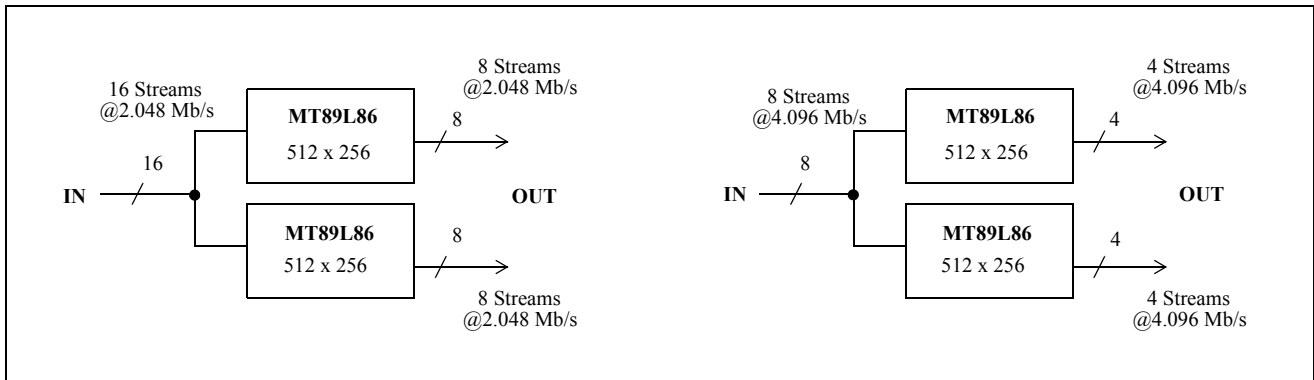 16 Streams
@2.048 Mb/s
8 Streams
@2.048 Mb/s
MT89L86
512 x 256
8
16
IN
OUT
MT89L86
512 x 256
8
8 Streams
@2.048 Mb/s
8 Streams
@4.096 Mb/s
4 Streams
@4.096 Mb/s
MT89L86
512 x 256
4
8
IN
OUT
MT89L86
512 x 256
4
4 Streams
@4.096 Mb/s